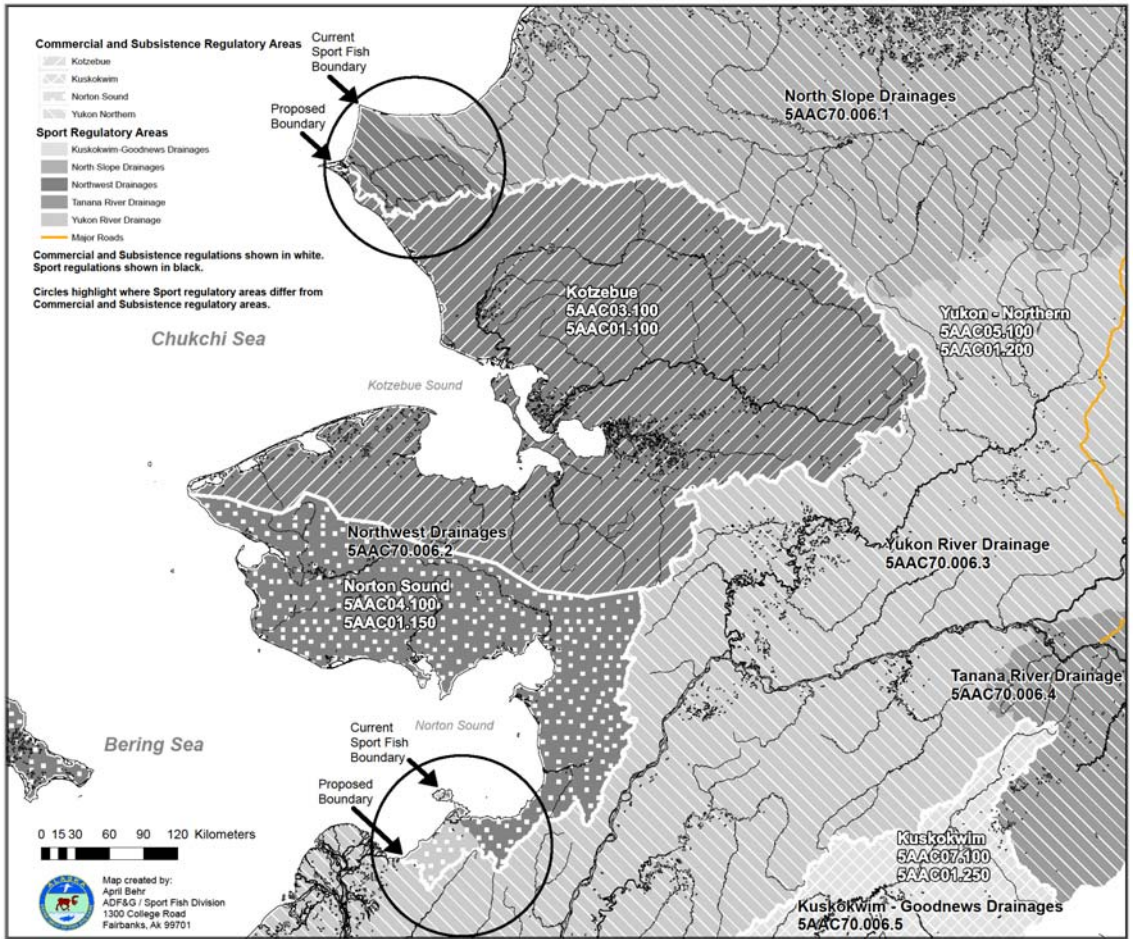 Commercial and Subsistence Regulatory Areas
Kotzebue
Kuskokwim
Norton Sound
Yukon Northern
Sport Regulatory Areas
Kuskokwim-Goodnews Drainages
North Slope Drainages
Northwest Drainages
Tanana River Drainage
Yukon River Drainage
Major Roads
Commercial and Subsistence regulations shown in white.
Sport regulations shown in black.
Circles highlight where Sport regulatory areas differ from
Commercial and Subsistence regulatory areas.
Current
Sport Fish
Boundary
Proposed
Boundary
North Slope Drainages
5AAC70.006.1
Kotzebue
5AAC03.100
5AAC01.100
Yukon - Northern
5AAC05.100
5AAC01.200
Chukchi Sea
Kotzebue Sound
Northwest Drainages
5AAC70.006.2
Yukon River Drainage
5AAC70.006.3
Norton Sound
5AAC04.100
5AAC01.150
Tanana River Drainage
5AAC70.006.4
Norton Sound
Bering Sea
Current
Sport Fish
Boundary
Proposed
Boundary
Kuskokwim
5AAC07.100
5AAC01.250
Kuskokwim - Goodnews Drainages
5AAC70.006.5
0 15 30 60 90 120 Kilometers
ALASKA
Map created by:
April Behr
ADF&G / Sport Fish Division
1300 College Road
Fairbanks, Ak 99701